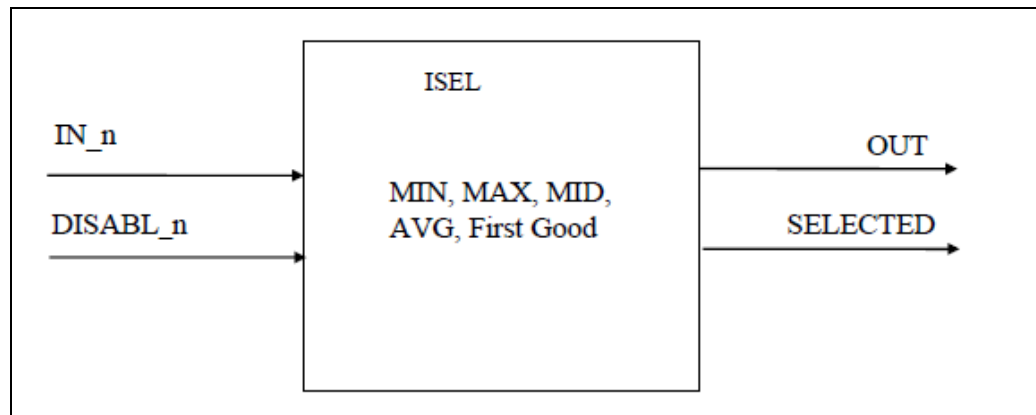 ISEL
IN_n
OUT
MIN, MAX, MID,
AVG, First Good
DISABL_n
SELECTED